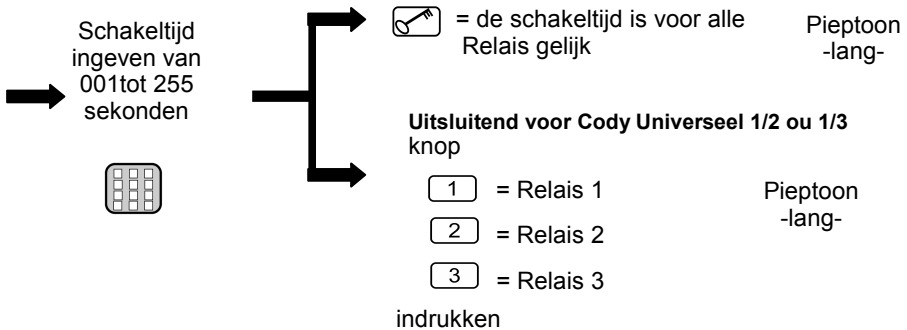 Schakeltijd
ingeven van
001tot 255
sekonden
= de schakeltijd is voor alle
Relais gelijk
Pieptoon
-lang-
Uitsluitend voor Cody Universeel 1/2 ou 1/3
knop
1 = Relais 1
2 = Relais 2
3 = Relais 3
indrukken
Pieptoon
-lang-